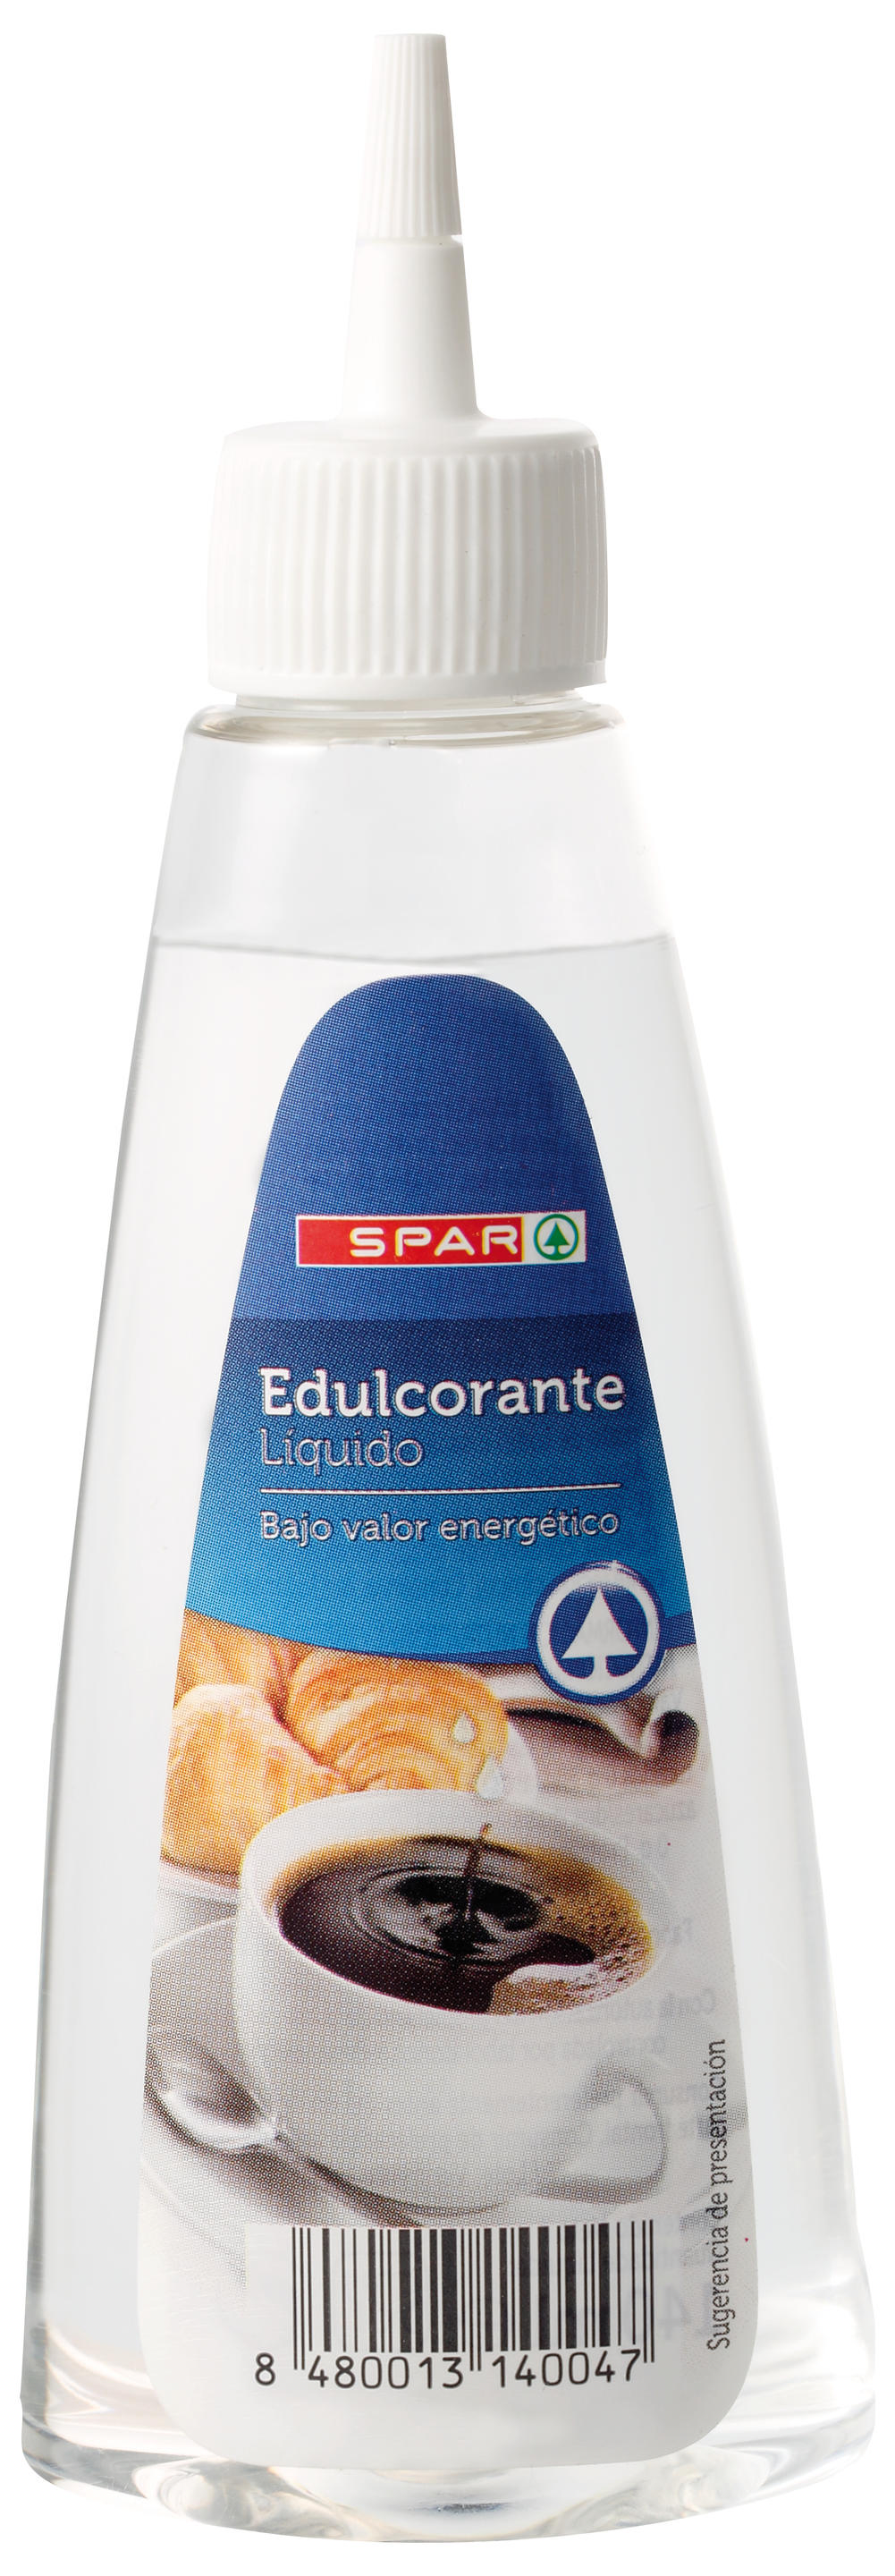 SPAR
Edulcorante
Líquido
Bajo valor energético
Sugerencia de presentación
8 480013 140047